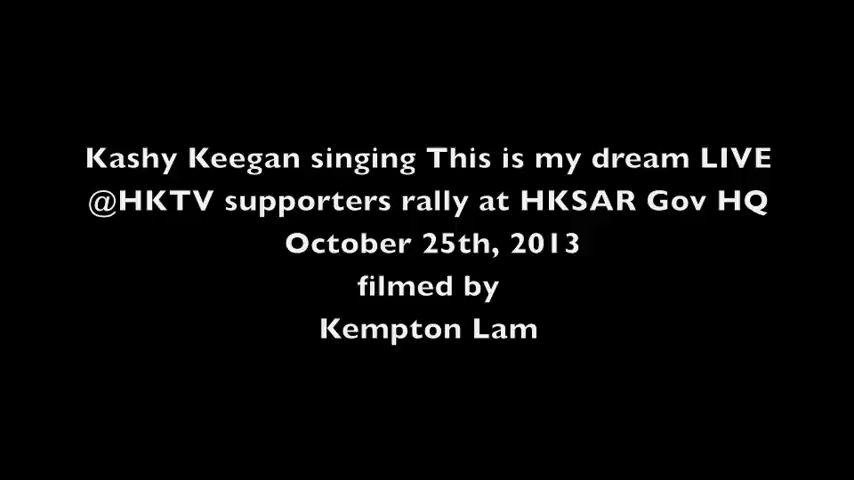 Kashy Keegan singing This is my dream LIVE
@HKTV supporters rally at HKSAR Gov HQ
October 25th, 2013
filmed by
Kempton Lam